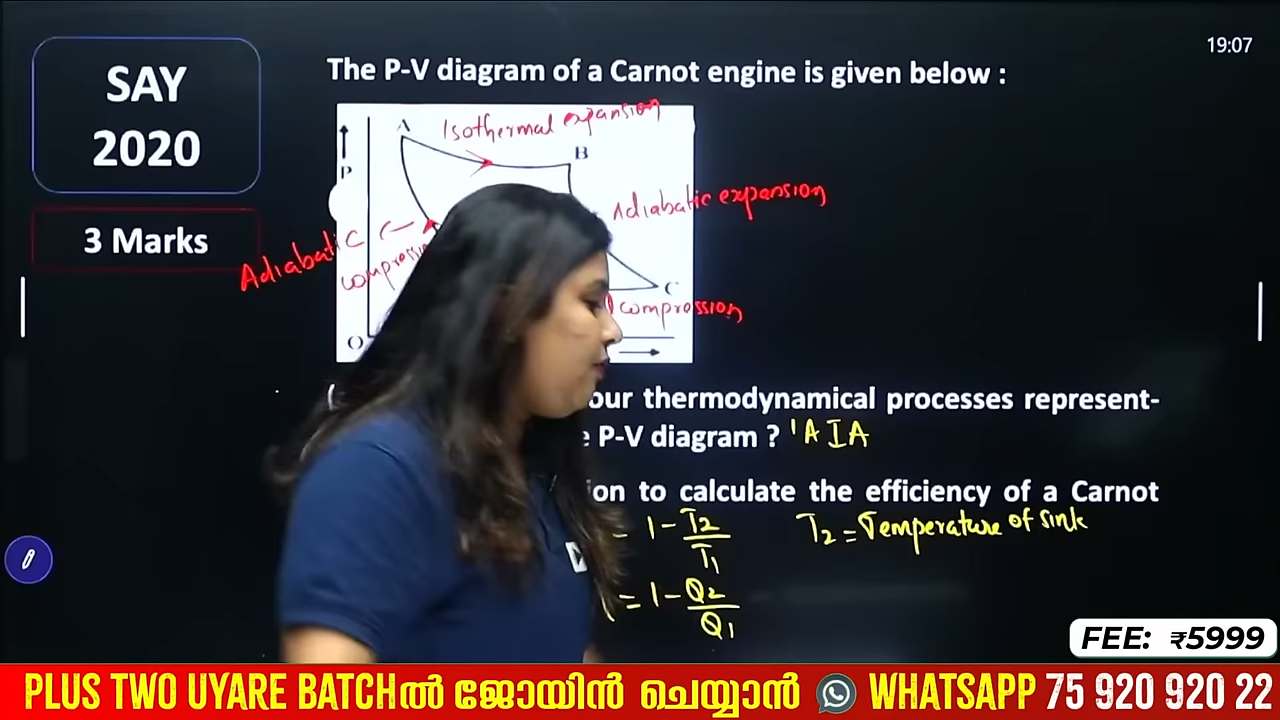 19:07
SAY
2020
3 Marks
The P-V diagram of a Carnot engine is given below :
A
Isothermal expansion
B
P
Adiabatic expansion
Adiabatic
compression
C
compression
O
our thermodynamical processes represent-
P-V diagram ? IAIA
ion to calculate the efficiency of a Carnot
= 1 - T2/T1
T2 = Temperature of sink
= 1 - Q2/Q1
FEE: ₹5999
PLUS TWO UYARE BATCHൽ ജോയിൻ ചെയ്യാൻ WHATSAPP 75 920 920 22